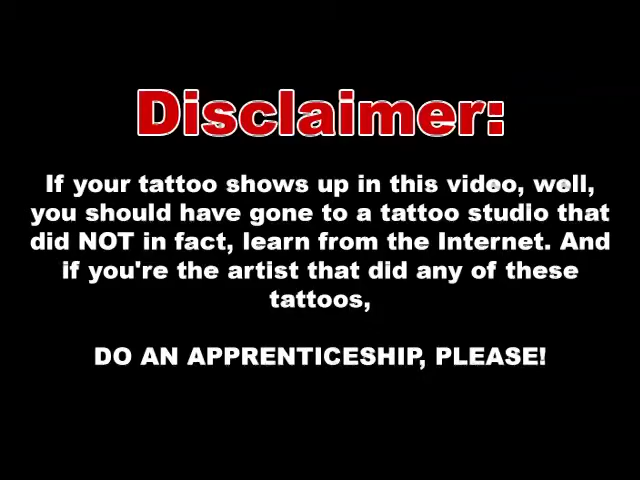 Disclaimer:
If your tattoo shows up in this video, well,
you should have gone to a tattoo studio that
did NOT in fact, learn from the Internet. And
if you're the artist that did any of these
tattoos,
DO AN APPRENTICESHIP, PLEASE!